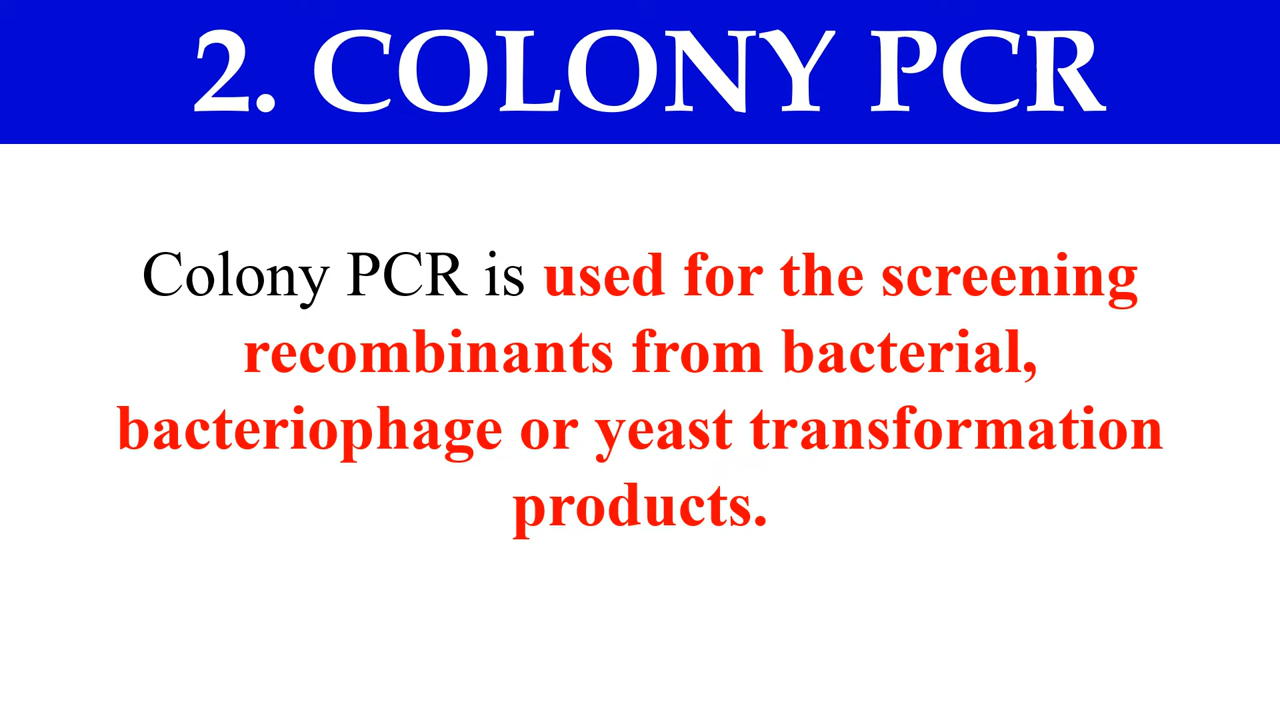 2. COLONY PCR
Colony PCR is used for the screening
recombinants from bacterial,
bacteriophage or yeast transformation
products.